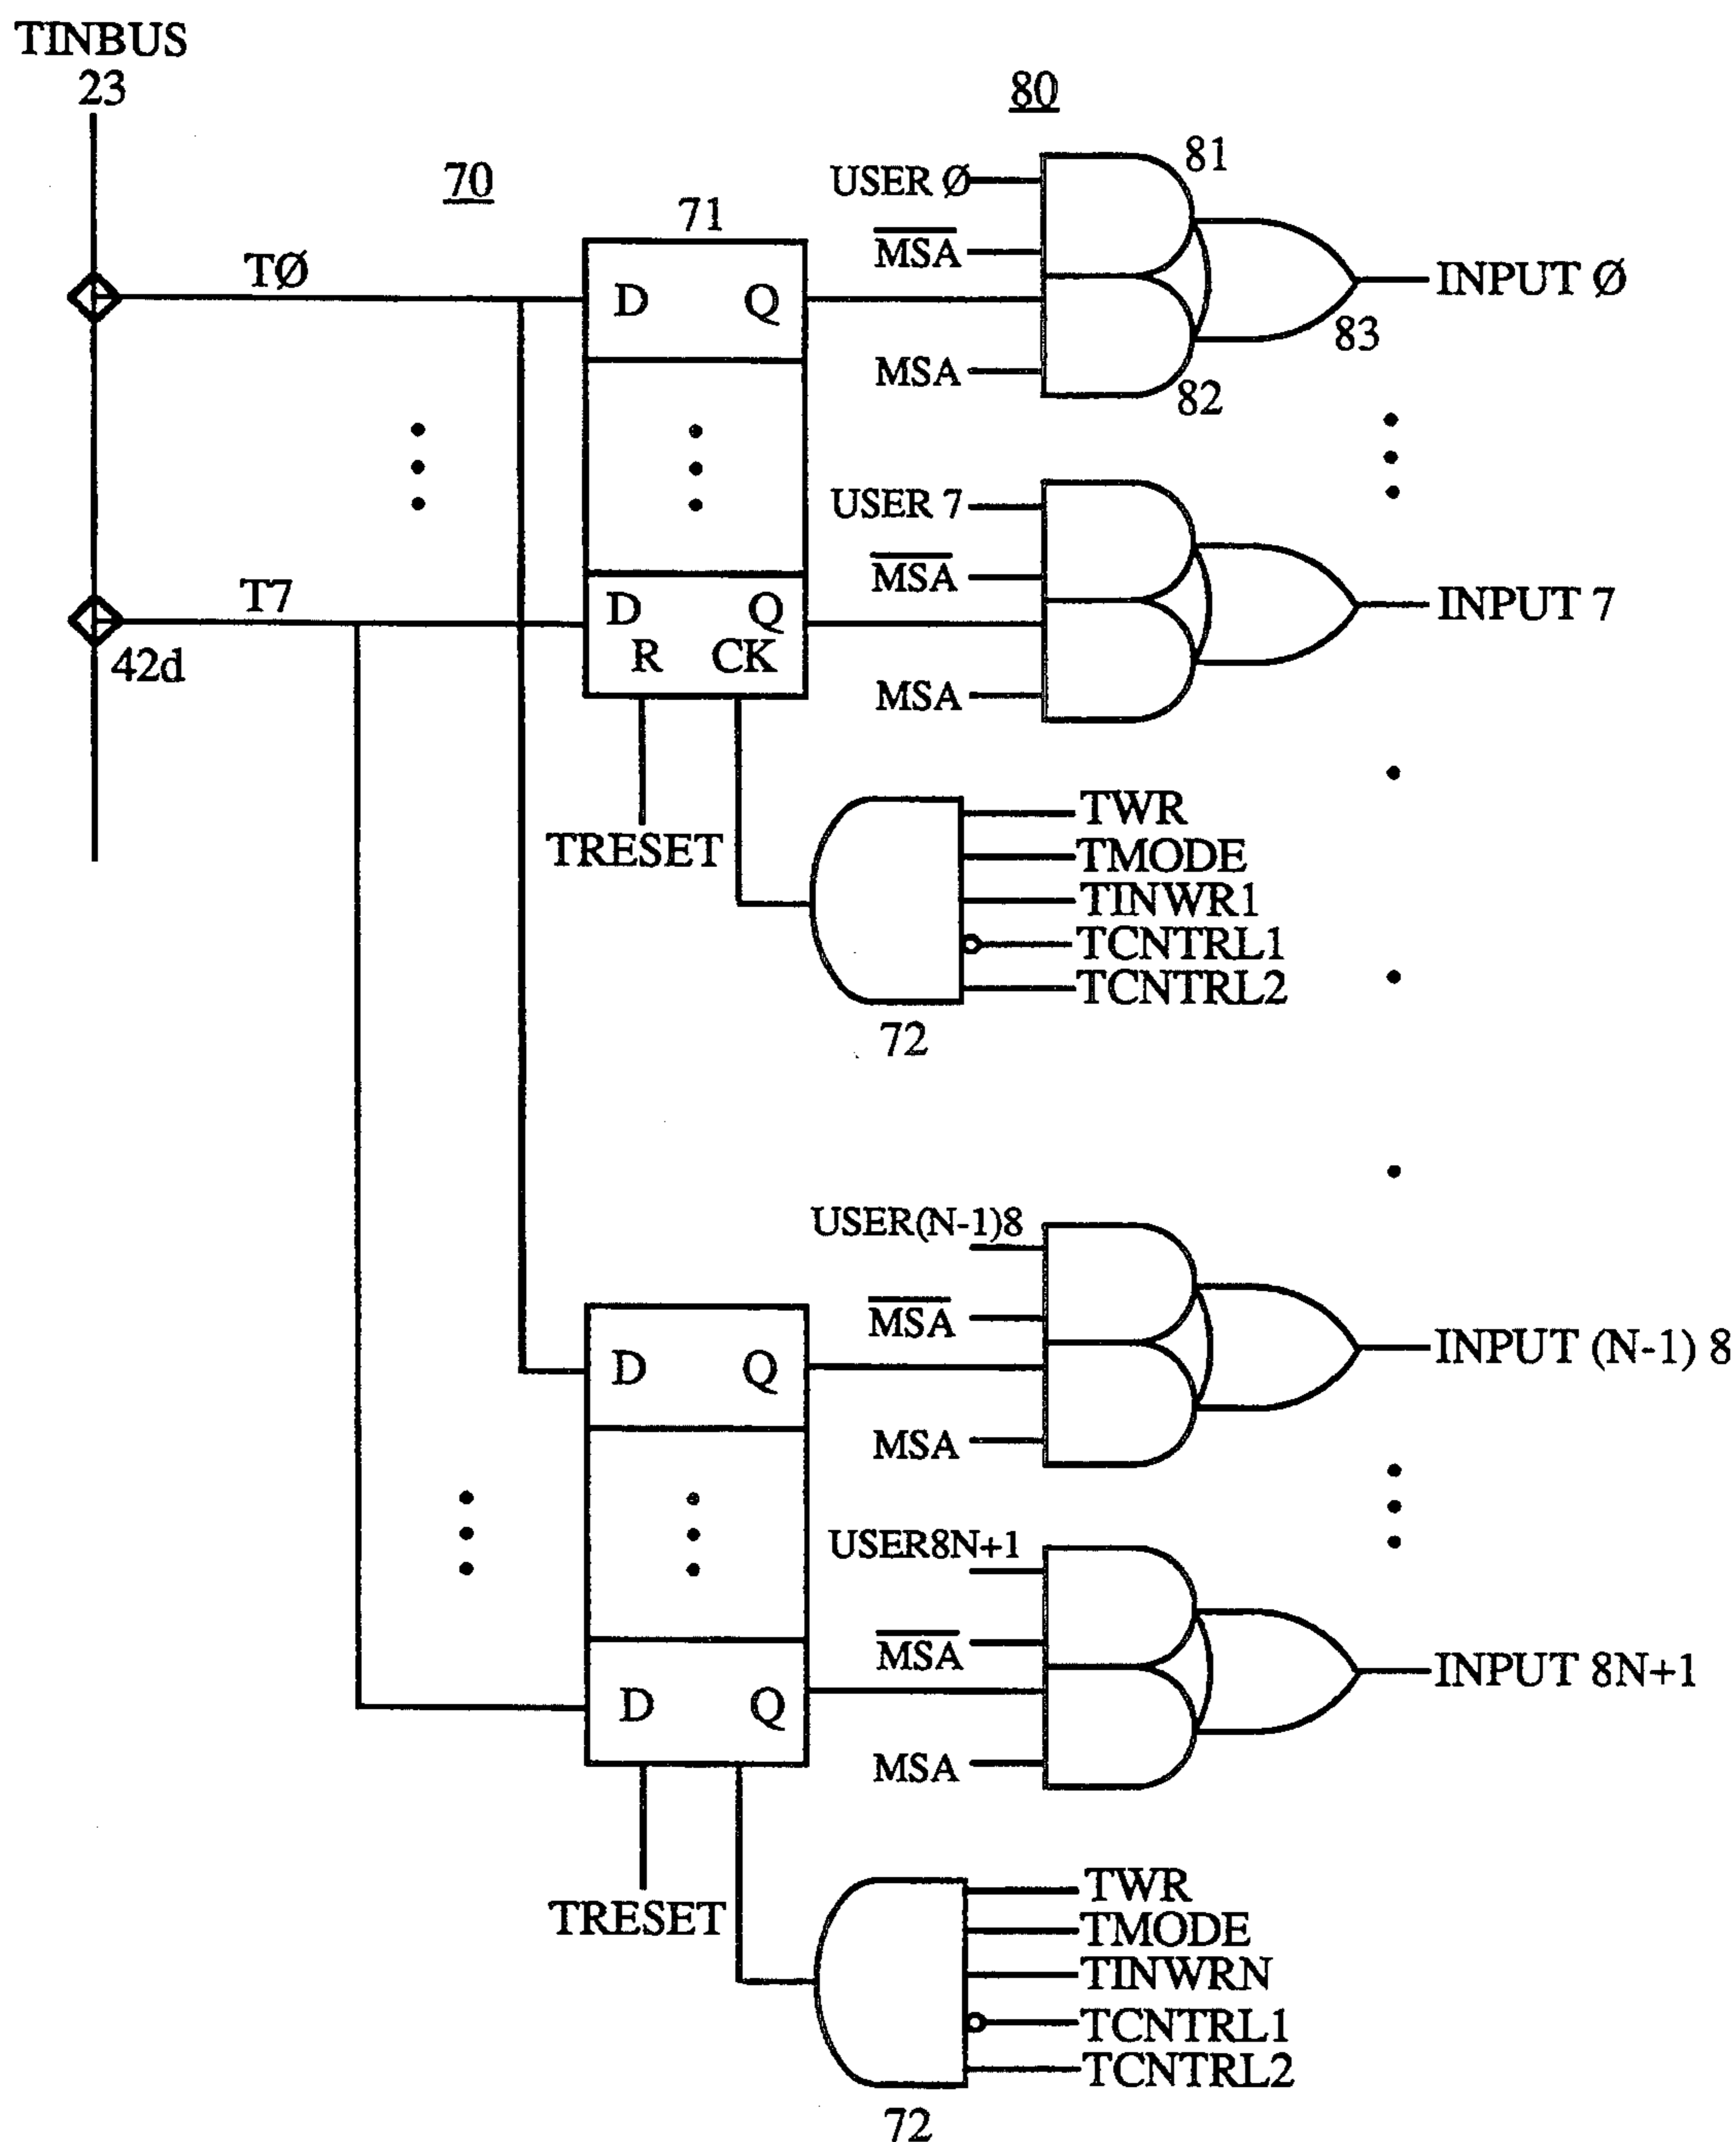 TINBUS
23
80
70
71
81
USER Ø
MSA
TØ
D Q
INPUT Ø
83
MSA
82
USER 7
MSA
T7
D Q
INPUT 7
42d
R CK
MSA
TRESET
TWR
TMODE
TINWR1
TCNTRL1
TCNTRL2
72
USER(N-1)8
MSA
D Q
INPUT (N-1) 8
MSA
USER8N+1
MSA
D Q
INPUT 8N+1
MSA
TRESET
TWR
TMODE
TINWRN
TCNTRL1
TCNTRL2
72